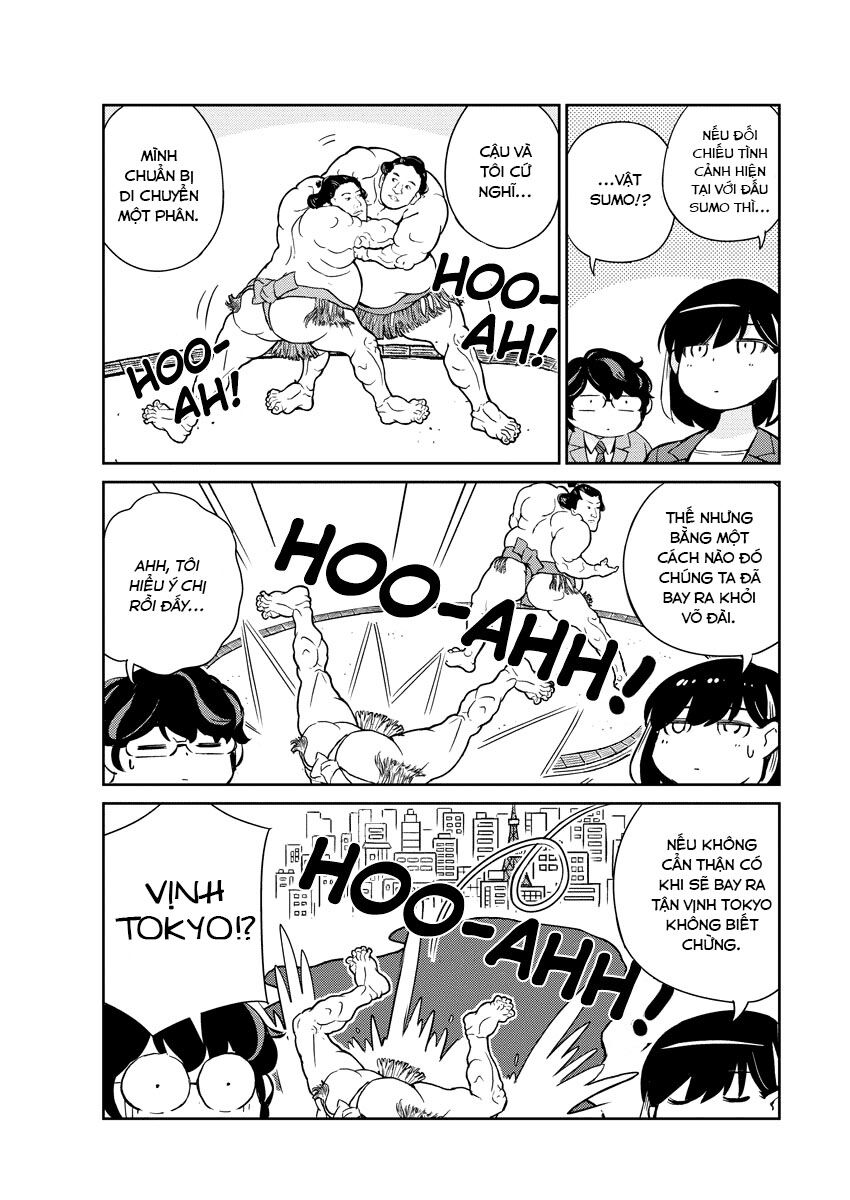 NẾU ĐỐI
CHIẾU TÌNH
CẢNH HIỆN
TẠI VỚI ĐẤU
SUMO THÌ...
...VẬT
SUMO!?
CẬU VÀ
TÔI CỨ
NGHĨ...
MÌNH
CHUẨN BỊ
DI CHUYỂN
MỘT PHÂN.
HOO-
AH!
HOO-
AH!
THẾ NHƯNG
BẰNG MỘT
CÁCH NÀO ĐÓ
CHÚNG TA ĐÃ
BAY RA KHỎI
VÕ ĐÀI.
HOO-AHH!
AHH, TÔI
HIỂU Ý CHỊ
RỒI ĐẤY...
NẾU KHÔNG
CẨN THẬN CÓ
KHI SẼ BAY RA
TẬN VỊNH TOKYO
KHÔNG BIẾT
CHỪNG.
HOO-AHH!
VỊNH
TOKYO!?